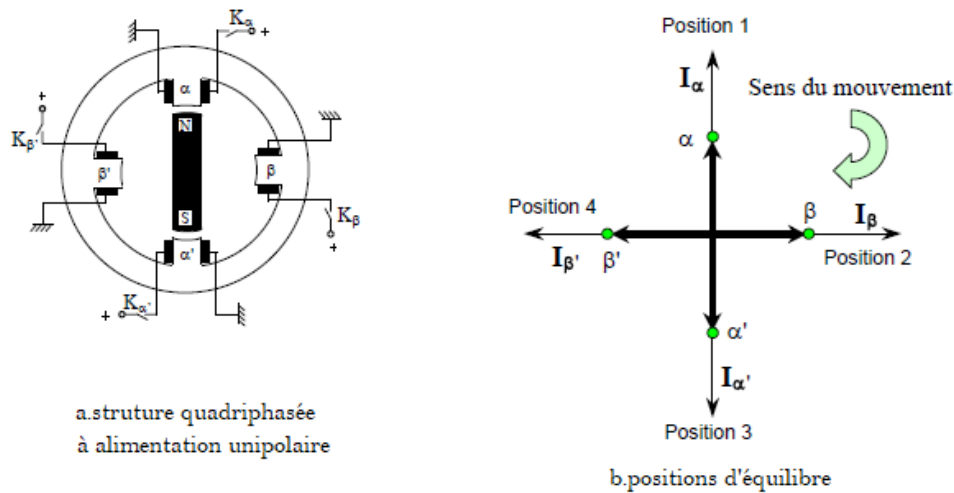 Kα
+
α
N
+
Kβ'
β'
β
S
Kβ
+
α'
+
Kα'
a.struture quadriphasée
à alimentation unipolaire
Position 1
Iα
Sens du mouvement
α
Position 4
β
Iβ
Iβ'
β'
Position 2
α'
Iα'
Position 3
b.positions d'équilibre